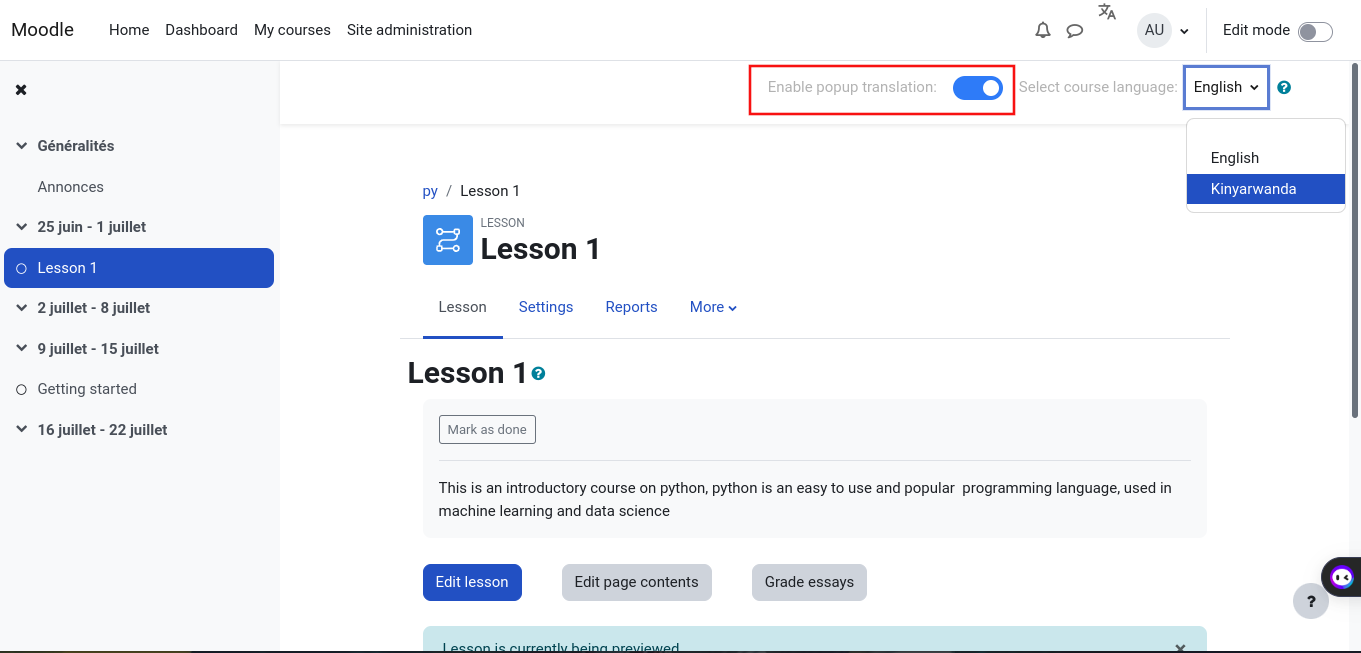 Moodle
Home Dashboard My courses Site administration
AU
Edit mode
Enable popup translation:
Select course language:
English
English
Kinyarwanda
Généralités
Annonces
25 juin - 1 juillet
Lesson 1
2 juillet - 8 juillet
9 juillet - 15 juillet
Getting started
16 juillet - 22 juillet
py / Lesson 1
LESSON
Lesson 1
Lesson Settings Reports More
Lesson 1
Mark as done
This is an introductory course on python, python is an easy to use and popular  programming language, used in
machine learning and data science
Edit lesson Edit page contents Grade essays
Lesson is currently being previewed